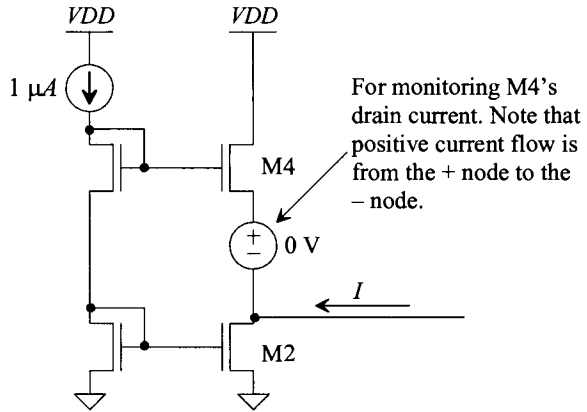 VDD
VDD
1 μA
For monitoring M4's
drain current. Note that
positive current flow is
from the + node to the
– node.
M4
+
–
0 V
I
M2